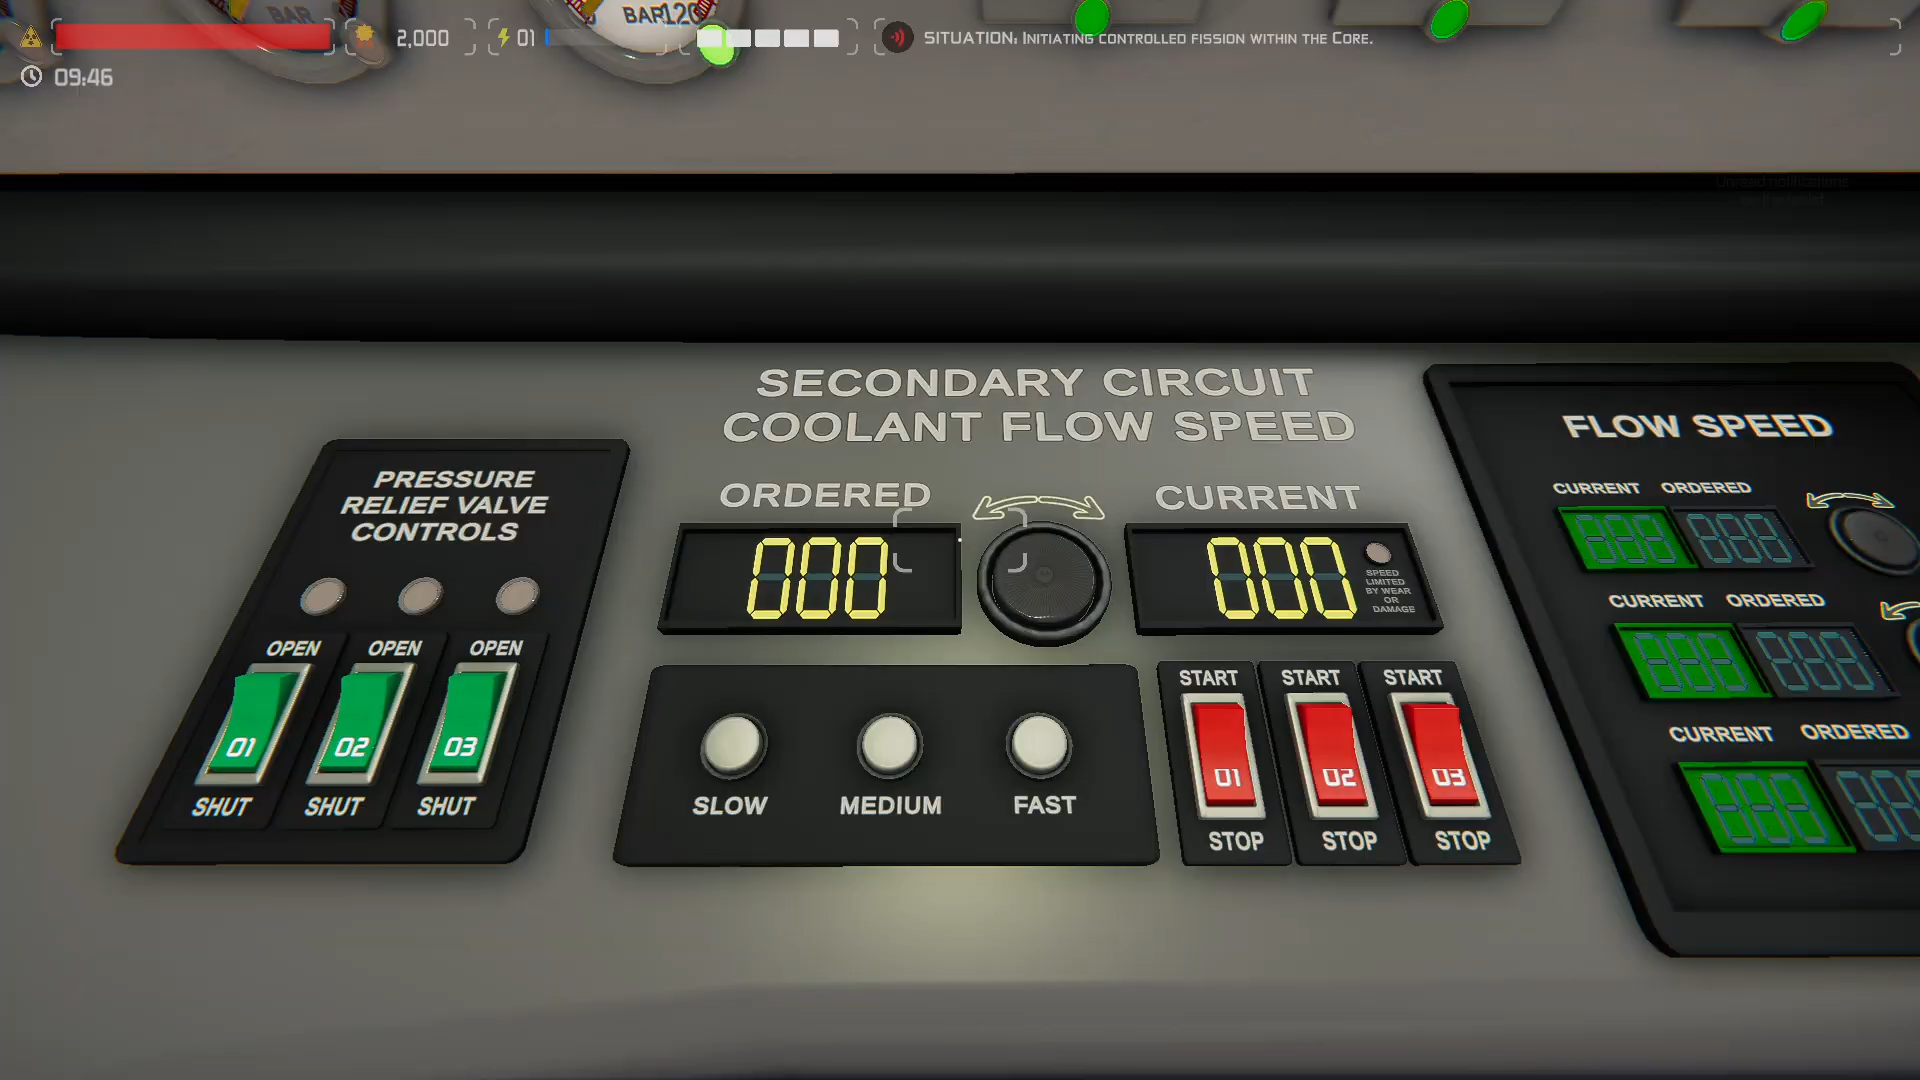 BAR
BAR 120
2,000
01
SITUATION: INITIATING CONTROLLED FISSION WITHIN THE CORE.
09:46
SECONDARY CIRCUIT
COOLANT FLOW SPEED
ORDERED
CURRENT
000
000
SPEED
LIMITED
BY WEAR
OR
DAMAGE
PRESSURE
RELIEF VALVE
CONTROLS
OPEN OPEN OPEN
01 02 03
SHUT SHUT SHUT
SLOW MEDIUM FAST
START START START
01 02 03
STOP STOP STOP
FLOW SPEED
CURRENT ORDERED
CURRENT ORDERED
CURRENT ORDERED